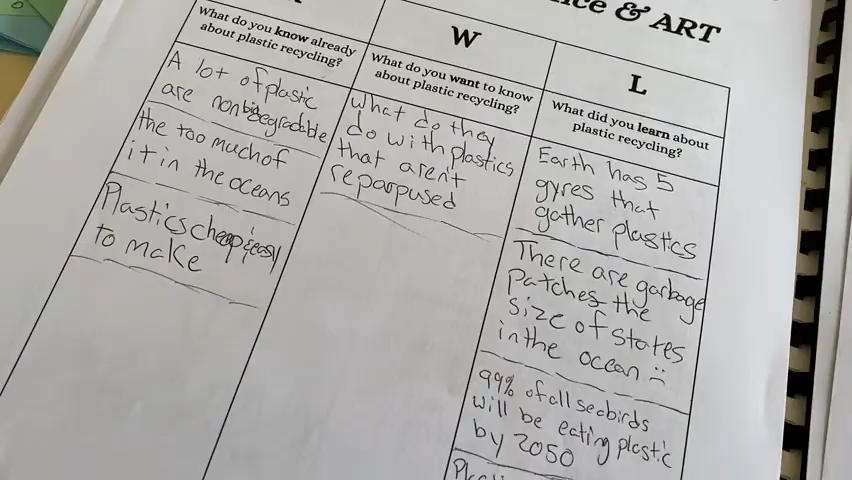 & ART
What do you know already
about plastic recycling?
A lot of plastic
are nonbiodegradable
the too much of
it in the oceans
Plastics cheap & easy
to make
W
What do you want to know
about plastic recycling?
what do they
do with plastics
that aren't
reparpused
L
What did you learn about
plastic recycling?
Earth has 5
gyres that
gather plastics
There are garbage
patches the
size of states
in the ocean :(
99% of all seabirds
will be eating plastic
by 2050